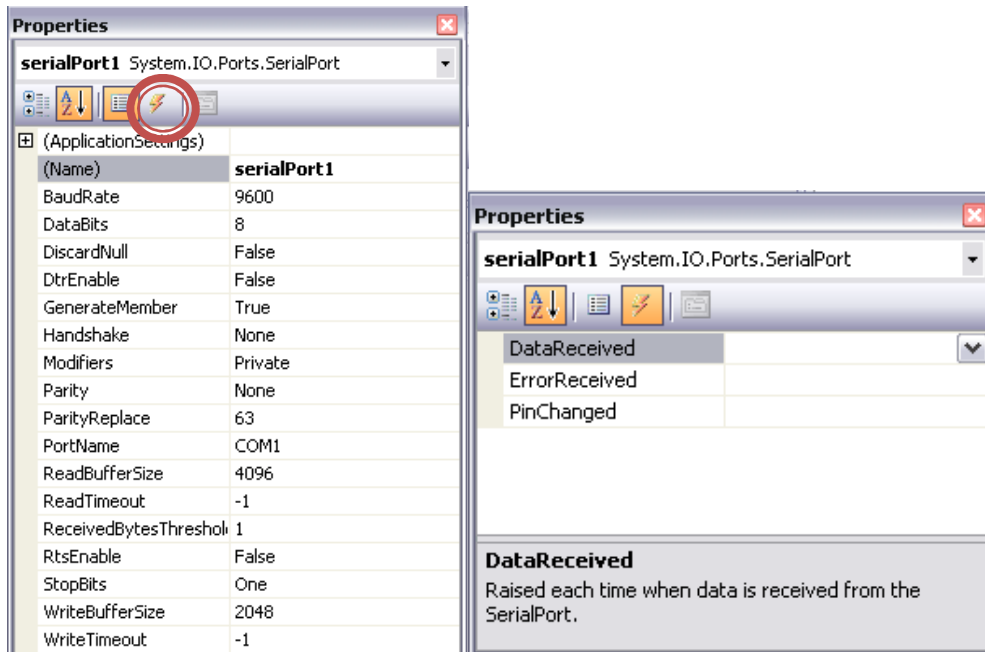 Properties
serialPort1 System.IO.Ports.SerialPort
(ApplicationSettings)
(Name) serialPort1
BaudRate 9600
DataBits 8
DiscardNull False
DtrEnable False
GenerateMember True
Handshake None
Modifiers Private
Parity None
ParityReplace 63
PortName COM1
ReadBufferSize 4096
ReadTimeout -1
ReceivedBytesThreshol 1
RtsEnable False
StopBits One
WriteBufferSize 2048
WriteTimeout -1
Properties
serialPort1 System.IO.Ports.SerialPort
DataReceived
ErrorReceived
PinChanged
DataReceived
Raised each time when data is received from the
SerialPort.